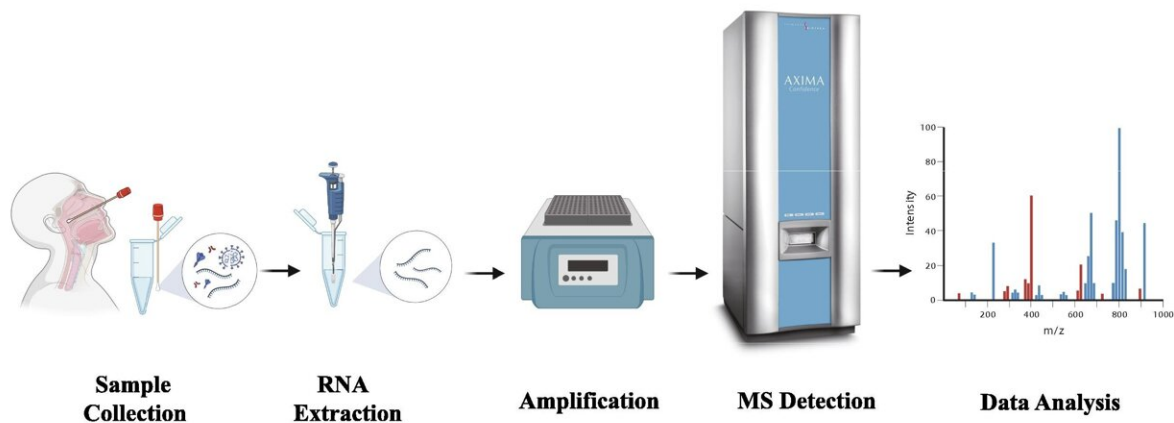 AXIMA
Confidence
100
80
60
40
20
0
Intensity
200
400
600
800
1000
m/z
Sample
Collection
RNA
Extraction
Amplification
MS Detection
Data Analysis